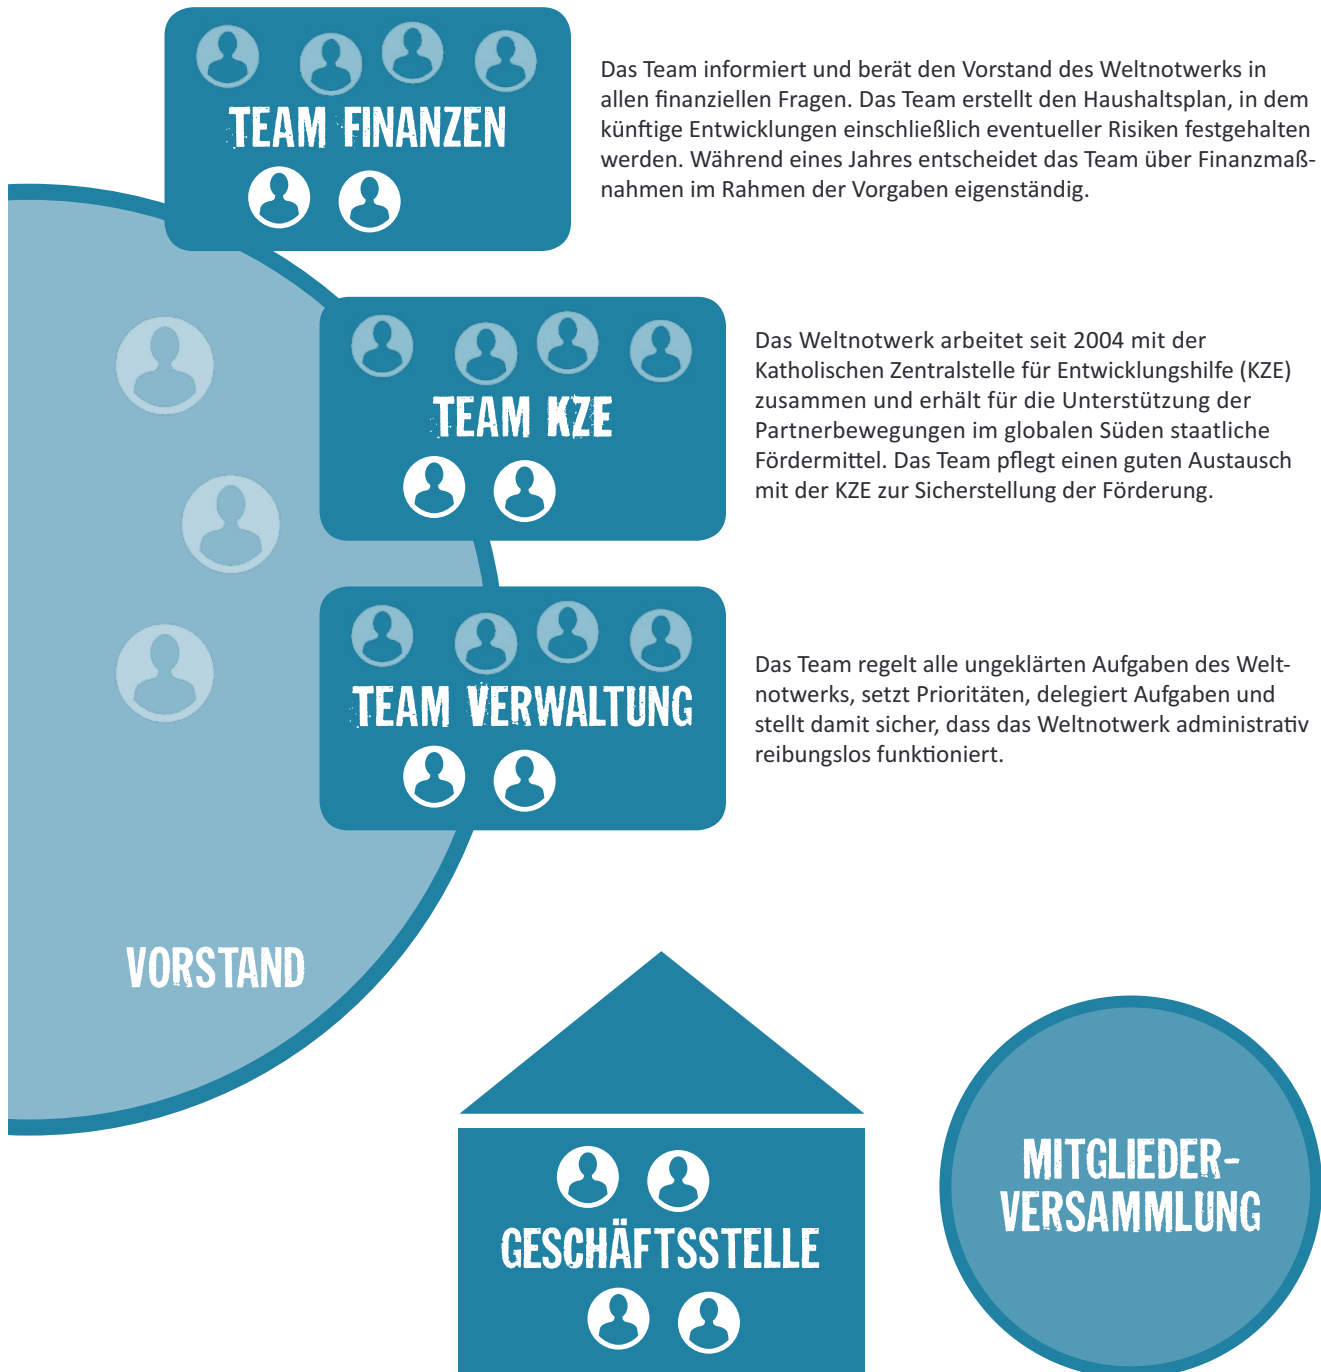 TEAM FINANZEN
Das Team informiert und berät den Vorstand des Weltnotwerks in
allen finanziellen Fragen. Das Team erstellt den Haushaltsplan, in dem
künftige Entwicklungen einschließlich eventueller Risiken festgehalten
werden. Während eines Jahres entscheidet das Team über Finanzmaß-
nahmen im Rahmen der Vorgaben eigenständig.
TEAM KZE
Das Weltnotwerk arbeitet seit 2004 mit der
Katholischen Zentralstelle für Entwicklungshilfe (KZE)
zusammen und erhält für die Unterstützung der
Partnerbewegungen im globalen Süden staatliche
Fördermittel. Das Team pflegt einen guten Austausch
mit der KZE zur Sicherstellung der Förderung.
TEAM VERWALTUNG
Das Team regelt alle ungeklärten Aufgaben des Welt-
notwerks, setzt Prioritäten, delegiert Aufgaben und
stellt damit sicher, dass das Weltnotwerk administrativ
reibungslos funktioniert.
VORSTAND
GESCHÄFTSSTELLE
MITGLIEDER-
VERSAMMLUNG